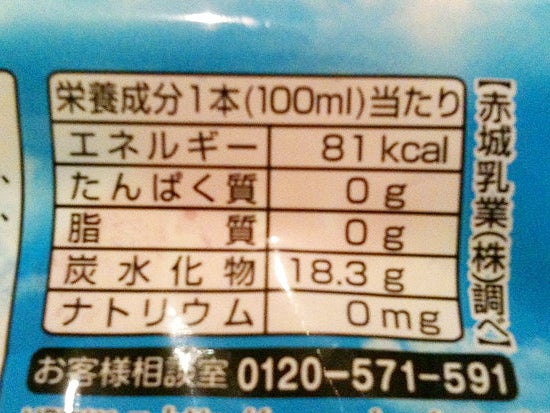 栄養成分1本(100ml)当たり
エネルギー 81kcal
たんぱく質 0g
脂質 0g
炭水化物 18.3g
ナトリウム 0mg
【赤城乳業(株)調べ】
お客様相談室 0120-571-591